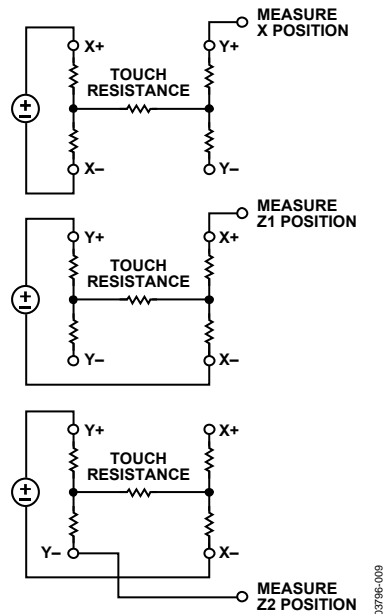 MEASURE
X POSITION
X+
Y+
TOUCH
RESISTANCE
X–
Y–
MEASURE
Z1 POSITION
Y+
X+
TOUCH
RESISTANCE
Y–
X–
Y+
X+
TOUCH
RESISTANCE
Y–
X–
MEASURE
Z2 POSITION
03796-009